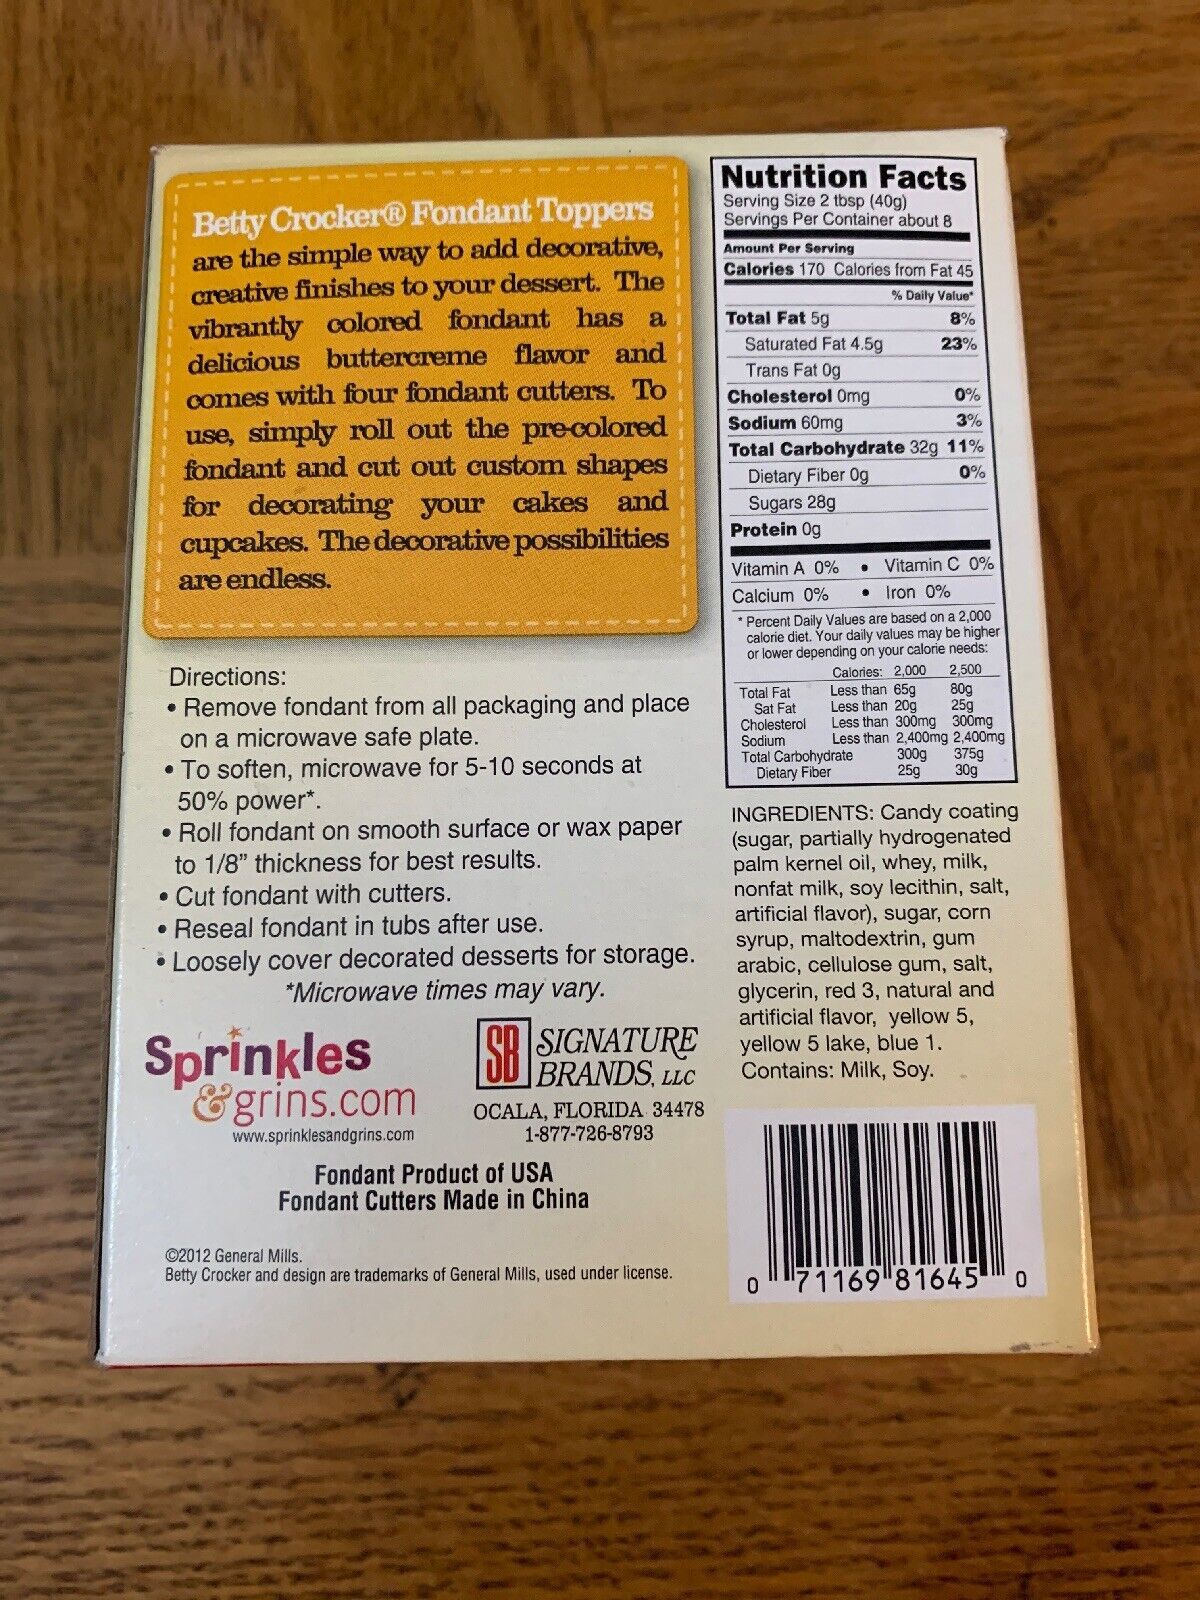 Betty Crocker® Fondant Toppers
are the simple way to add decorative,
creative finishes to your dessert. The
vibrantly colored fondant has a
delicious buttercreme flavor and
comes with four fondant cutters. To
use, simply roll out the pre-colored
fondant and cut out custom shapes
for decorating your cakes and
cupcakes. The decorative possibilities
are endless.
Directions:
• Remove fondant from all packaging and place
on a microwave safe plate.
• To soften, microwave for 5-10 seconds at
50% power*.
• Roll fondant on smooth surface or wax paper
to 1/8” thickness for best results.
• Cut fondant with cutters.
• Reseal fondant in tubs after use.
• Loosely cover decorated desserts for storage.
*Microwave times may vary.
Sprinkles
&grins.com
www.sprinklesandgrins.com
SB SIGNATURE
BRANDS, LLC
OCALA, FLORIDA 34478
1-877-726-8793
Fondant Product of USA
Fondant Cutters Made in China
©2012 General Mills.
Betty Crocker and design are trademarks of General Mills, used under license.
Nutrition Facts
Serving Size 2 tbsp (40g)
Servings Per Container about 8
Amount Per Serving
Calories 170 Calories from Fat 45
% Daily Value*
Total Fat 5g 8%
Saturated Fat 4.5g 23%
Trans Fat 0g
Cholesterol 0mg 0%
Sodium 60mg 3%
Total Carbohydrate 32g 11%
Dietary Fiber 0g 0%
Sugars 28g
Protein 0g
Vitamin A 0% • Vitamin C 0%
Calcium 0% • Iron 0%
* Percent Daily Values are based on a 2,000
calorie diet. Your daily values may be higher
or lower depending on your calorie needs:
Calories: 2,000 2,500
Total Fat Less than 65g 80g
Sat Fat Less than 20g 25g
Cholesterol Less than 300mg 300mg
Sodium Less than 2,400mg 2,400mg
Total Carbohydrate 300g 375g
Dietary Fiber 25g 30g
INGREDIENTS: Candy coating
(sugar, partially hydrogenated
palm kernel oil, whey, milk,
nonfat milk, soy lecithin, salt,
artificial flavor), sugar, corn
syrup, maltodextrin, gum
arabic, cellulose gum, salt,
glycerin, red 3, natural and
artificial flavor, yellow 5,
yellow 5 lake, blue 1.
Contains: Milk, Soy.
0 71169 81645 0